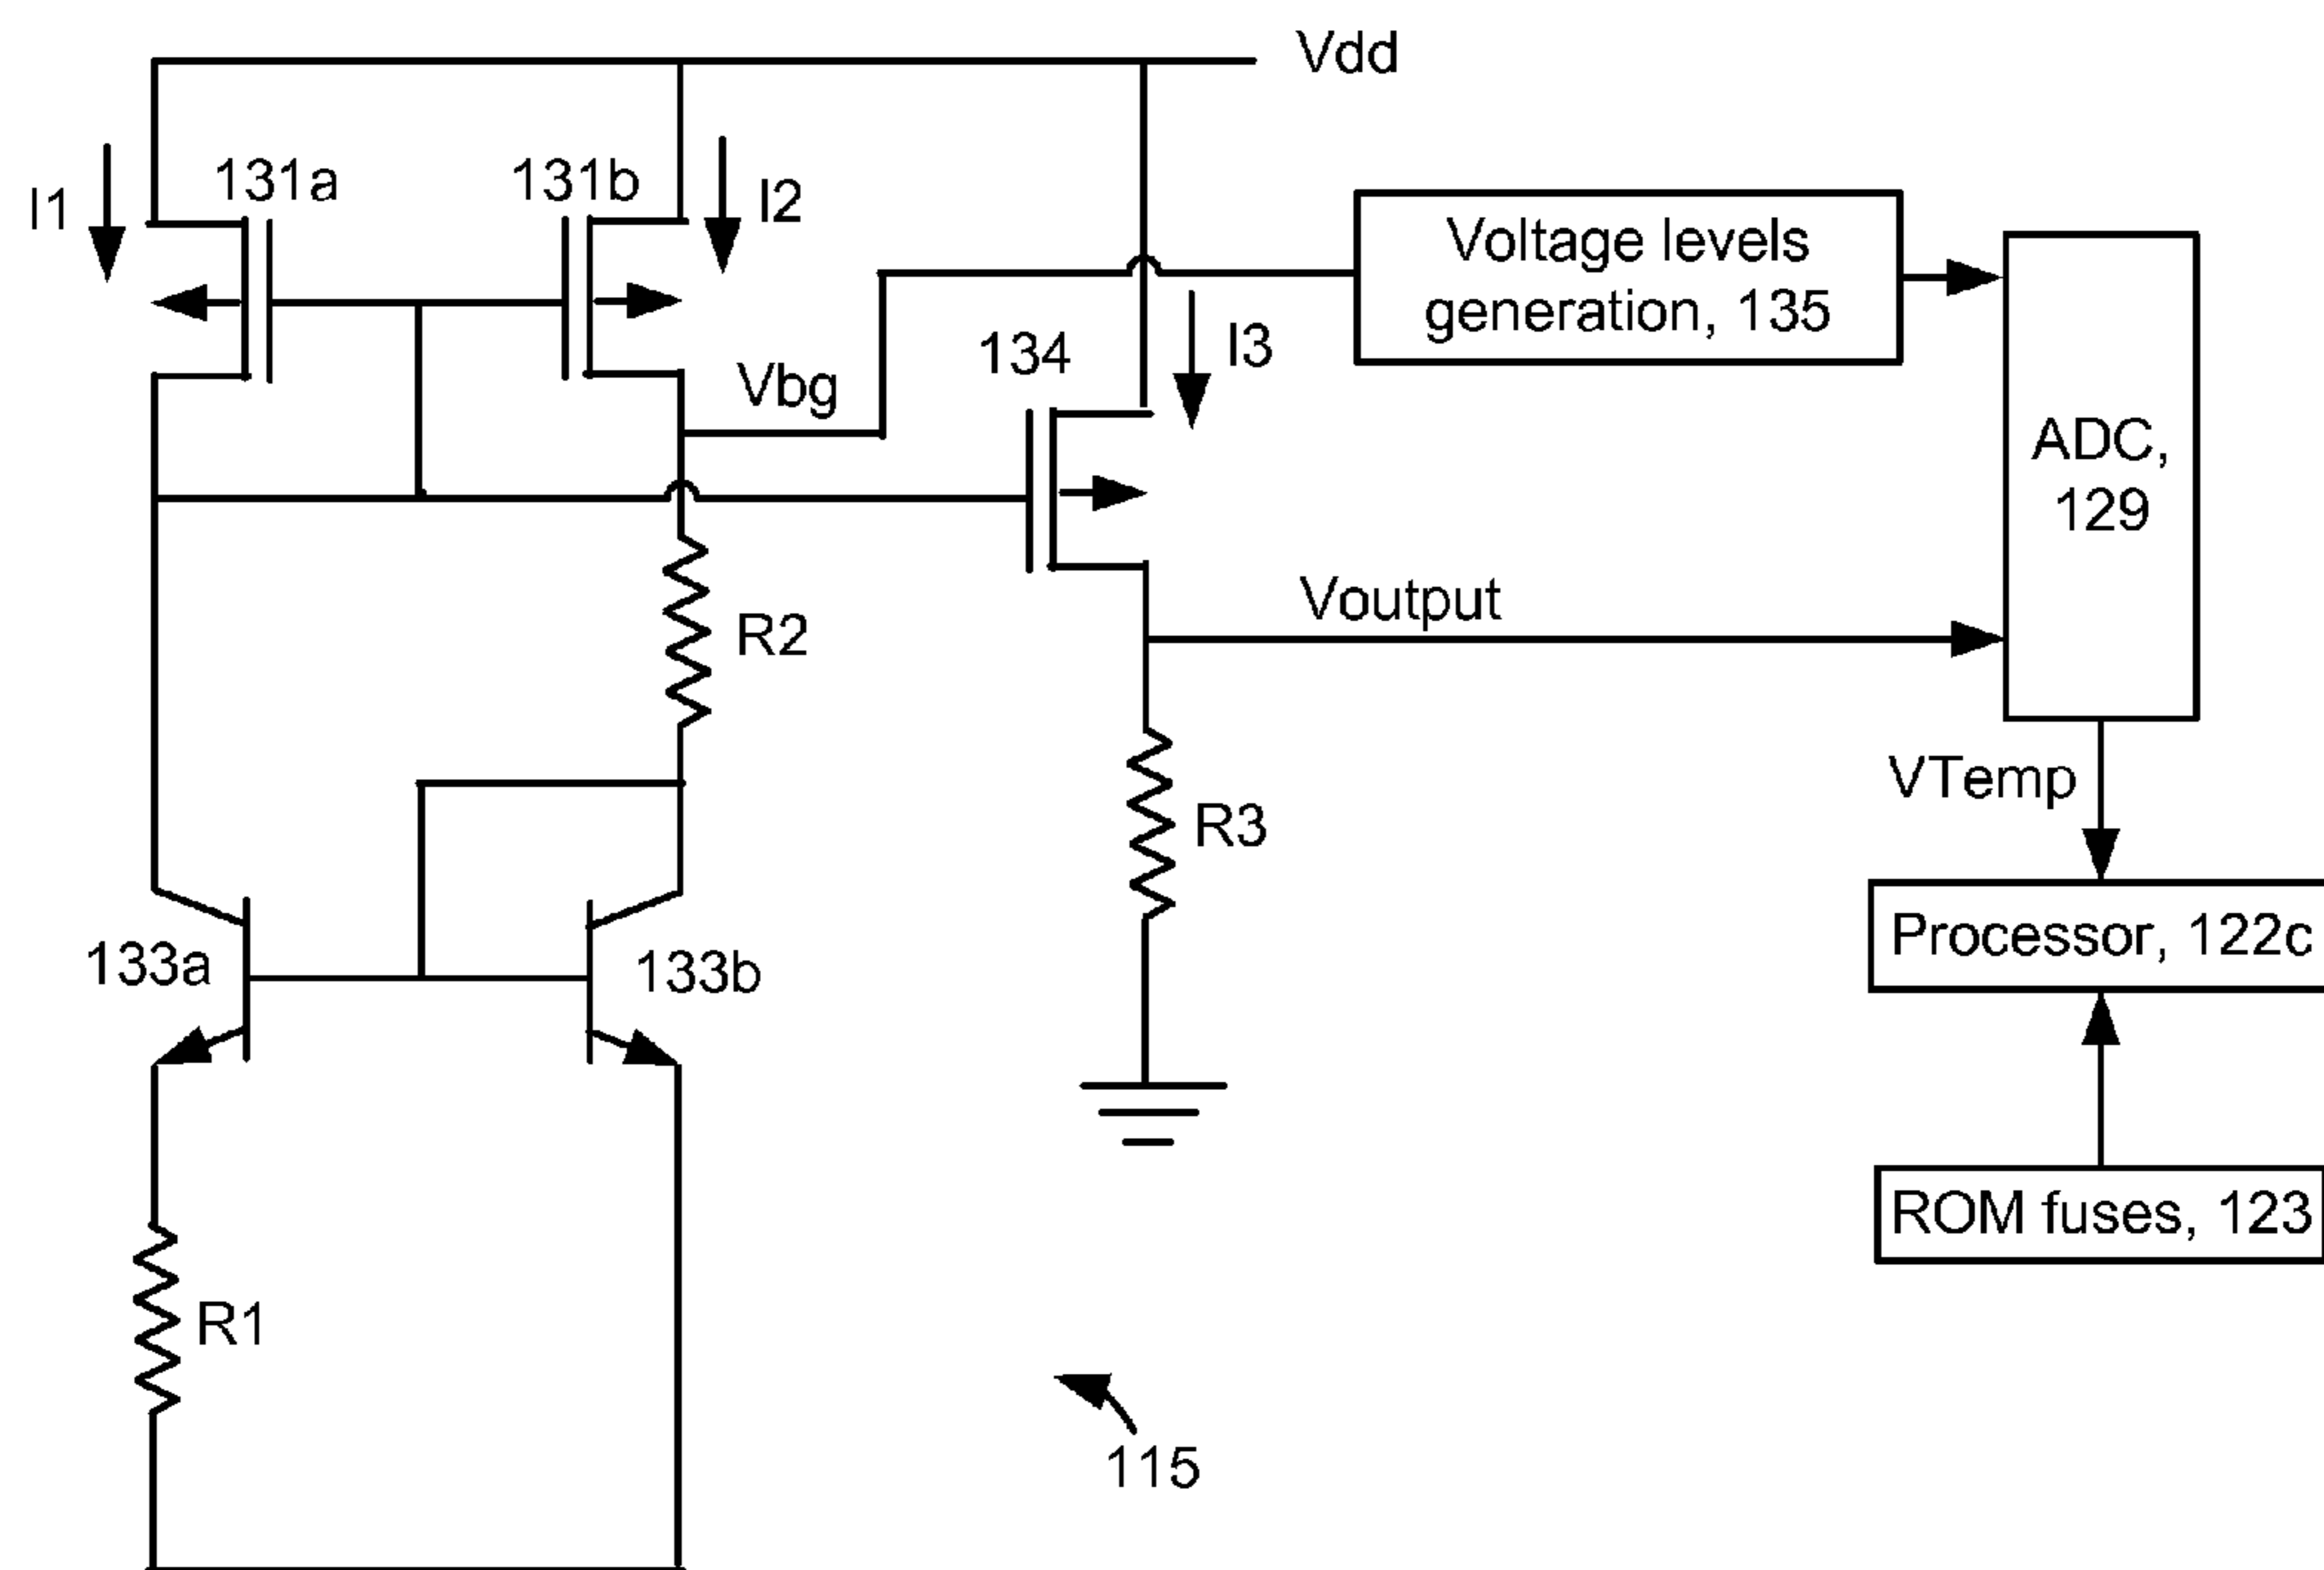 Vdd
I1
131a
131b
I2
Voltage levels
generation, 135
134
I3
Vbg
ADC,
129
Voutput
R2
VTemp
R3
133a
133b
Processor, 122c
ROM fuses, 123
R1
115